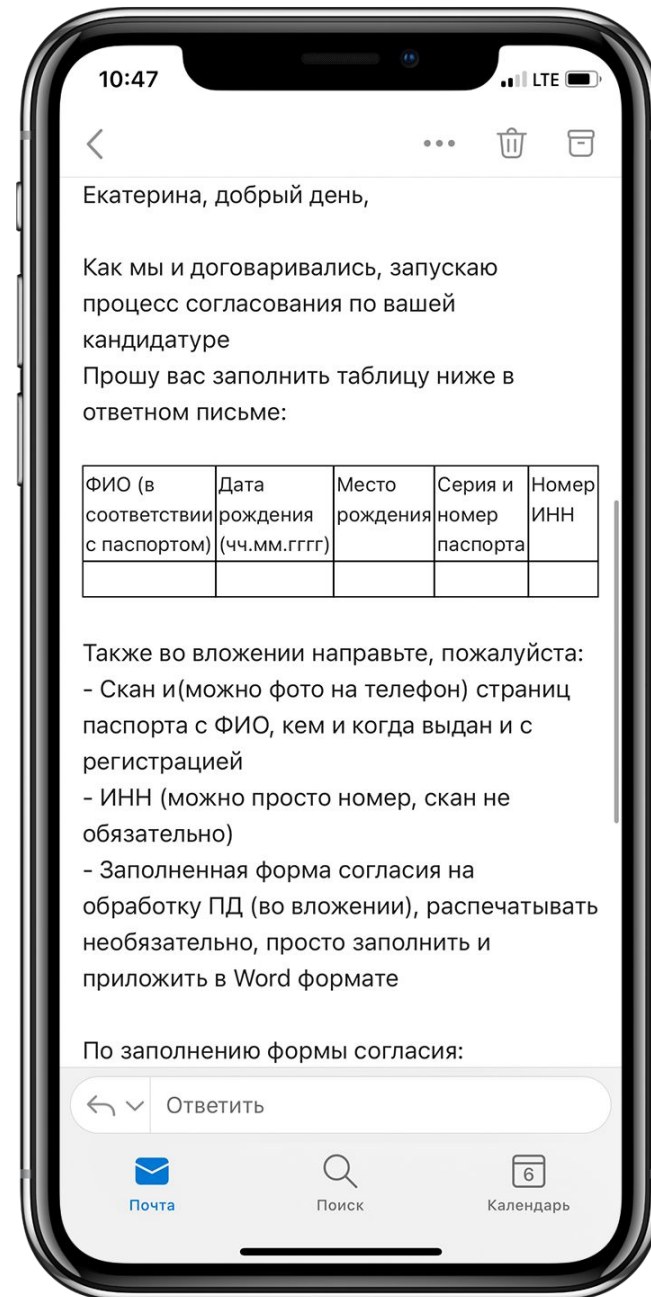 10:47
LTE
Екатерина, добрый день,
Как мы и договаривались, запускаю
процесс согласования по вашей
кандидатуре
Прошу вас заполнить таблицу ниже в
ответном письме:
ФИО (в соответствии с паспортом)
Дата рождения (чч.мм.гггг)
Место рождения
Серия и номер паспорта
Номер ИНН
Также во вложении направьте, пожалуйста:
- Скан и(можно фото на телефон) страниц
паспорта с ФИО, кем и когда выдан и с
регистрацией
- ИНН (можно просто номер, скан не
обязательно)
- Заполненная форма согласия на
обработку ПД (во вложении), распечатывать
необязательно, просто заполнить и
приложить в Word формате
По заполнению формы согласия:
Ответить
6
Почта
Поиск
Календарь